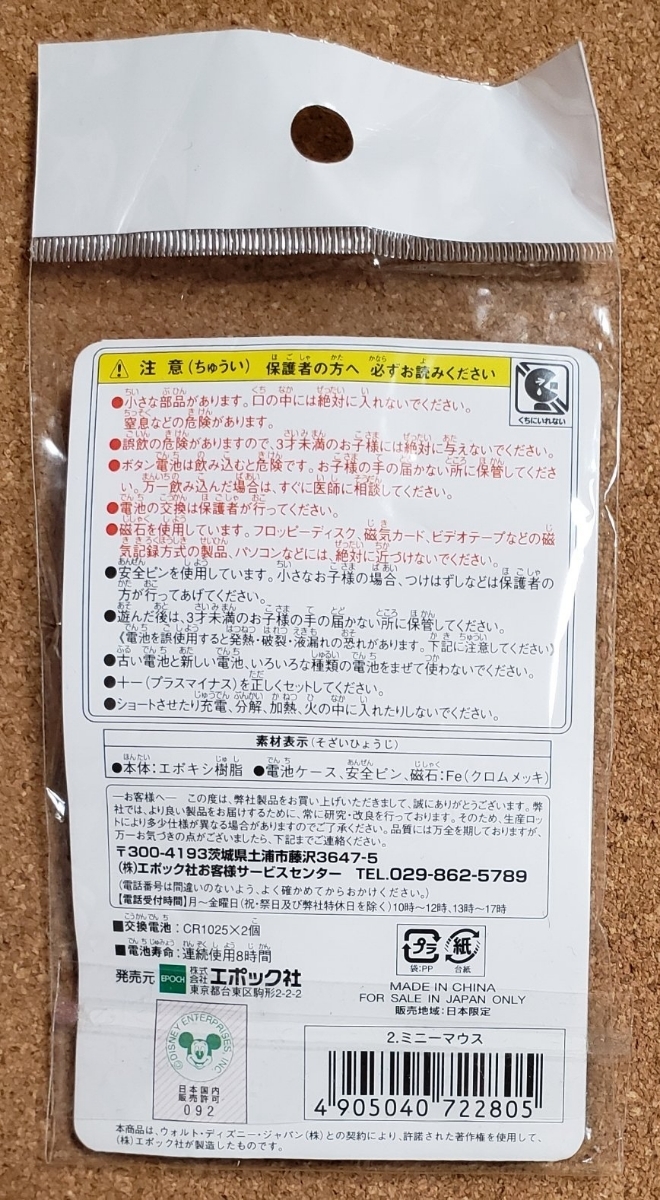 ⚠ 注意(ちゅうい) 保護者の方へ 必ずお読みください
くちにいれない
●小さな部品があります。口の中には絶対に入れないでください。
窒息などの危険があります。
●誤飲の危険がありますので、3才未満のお子様には絶対に与えないでください。
●ボタン電池は飲み込むと危険です。お子様の手の届かない所に保管してくださ
い。万一飲み込んだ場合は、すぐに医師に相談してください。
●電池の交換は保護者が行ってください。
●磁石を使用しています。フロッピーディスク、磁気カード、ビデオテープなどの磁
気記録方式の製品、パソコンなどには、絶対に近づけないでください。
●安全ピンを使用しています。小さなお子様の場合、つけはずしなどは保護者の
方が行ってあげてください。
●遊んだ後は、3才未満のお子様の手の届かない所に保管してください。
《電池を誤使用すると発熱・破裂・液漏れの恐れがあります。下記に注意してください》
●古い電池と新しい電池、いろいろな種類の電池をまぜて使わないでください。
●+-(プラスマイナス)を正しくセットしてください。
●ショートさせたり充電、分解、加熱、火の中に入れたりしないでください。
素材表示(そざいひょうじ)
●本体:エポキシ樹脂 ●電池ケース、安全ピン、磁石:Fe(クロムメッキ)
―お客様へ― この度は、弊社製品をお買い上げいただきまして、誠にありがとうございます。弊
社では、より良い製品をお届けするために、常に研究・改良を行っております。そのため、生産ロッ
トにより多少仕様が異なる場合がありますのでご了承ください。品質には万全を期しておりますが、
万一お気づきの点がございましたら、下記までご連絡ください。
〒300-4193茨城県土浦市藤沢3647-5
(株)エポック社お客様サービスセンター TEL.029-862-5789
(電話番号は間違いのないよう、よく確かめてからおかけください。)
【電話受付時間】月~金曜日(祝・祭日及び弊社特休日を除く)10時~12時、13時~17時
■交換電池:CR1025×2個
■電池寿命:連続使用8時間
発売元 EPOCH 株式会社エポック社
東京都台東区駒形2-2-2
プラ 紙
袋:PP 台紙
MADE IN CHINA
FOR SALE IN JAPAN ONLY
販売地域:日本限定
©DISNEY ENTERPRISES, INC.
日本国内
販売許可
092
2.ミニーマウス
4 905040 722805
本商品は、ウォルト・ディズニー・ジャパン(株)との契約により、許諾された著作権を使用して、
(株)エポック社が製造したものです。